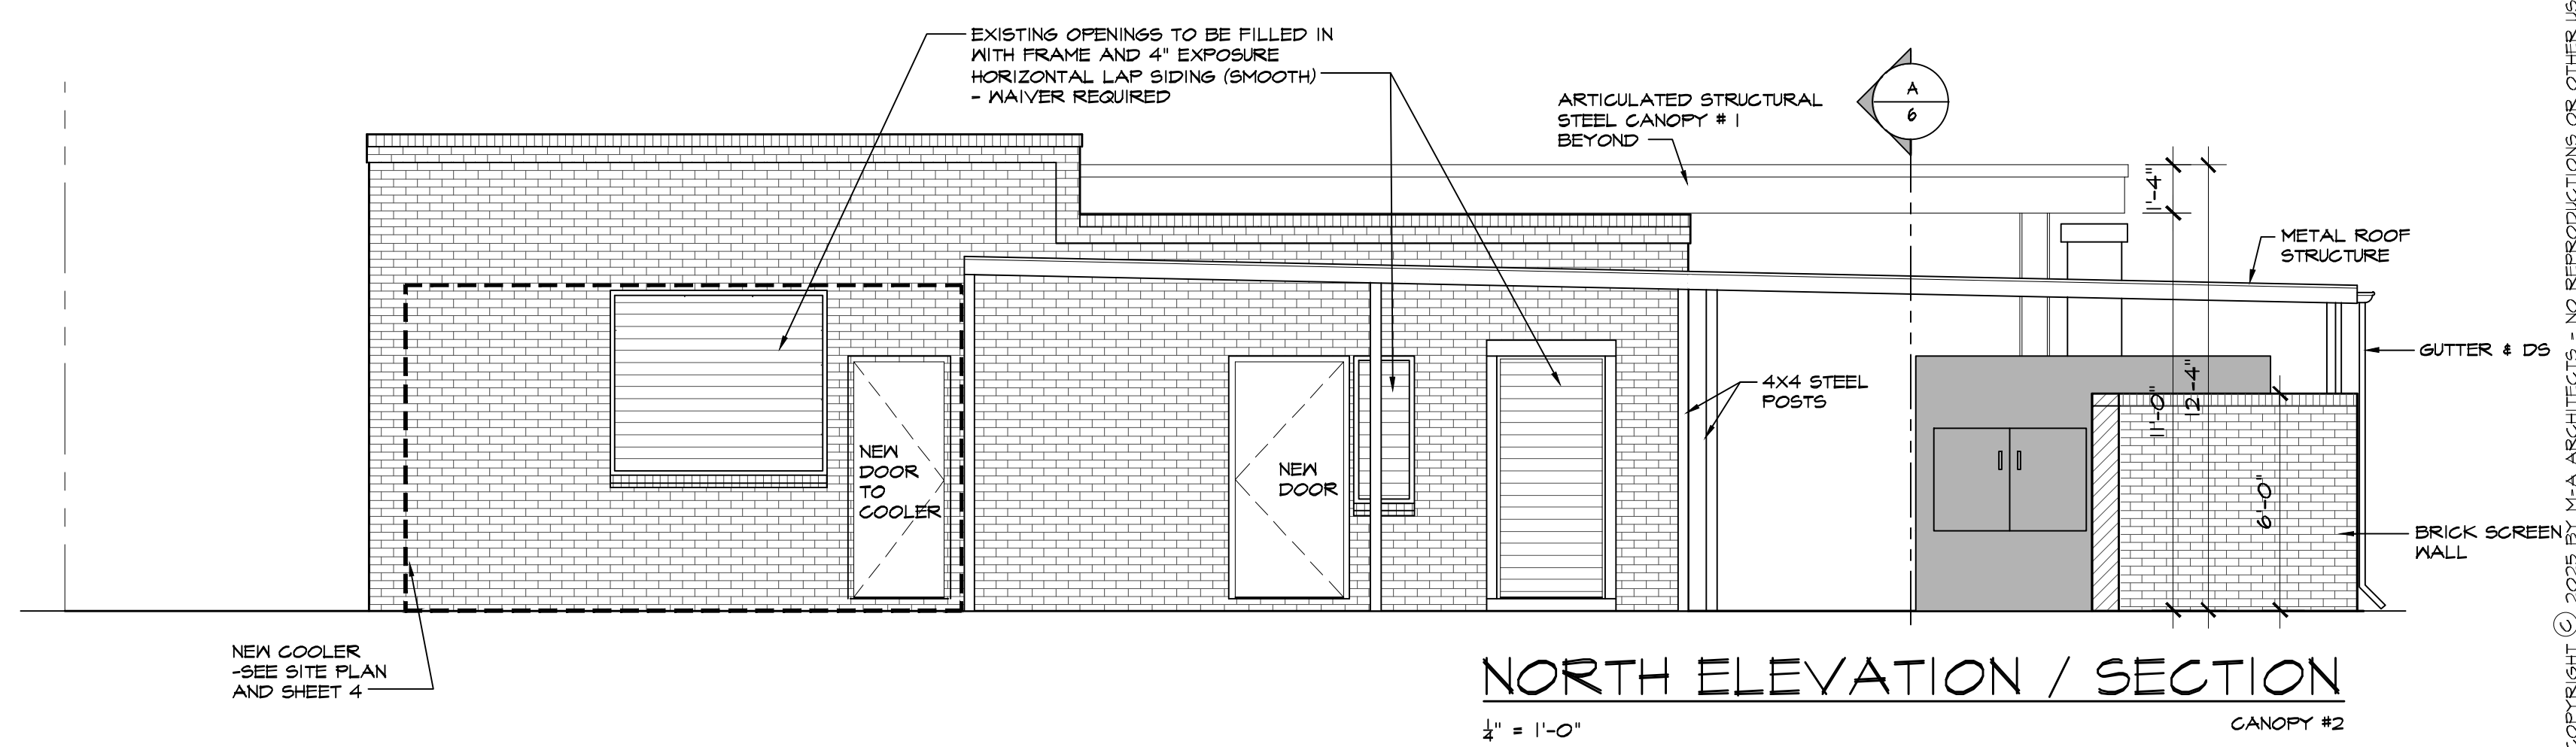 EXISTING OPENINGS TO BE FILLED IN
WITH FRAME AND 4" EXPOSURE
HORIZONTAL LAP SIDING (SMOOTH)
- WAIVER REQUIRED
ARTICULATED STRUCTURAL
STEEL CANOPY # 1
BEYOND
A
6
1'-4"
METAL ROOF
STRUCTURE
GUTTER & DS
4X4 STEEL
POSTS
11'-0"
12'-4"
6'-0"
NEW
DOOR
TO
COOLER
NEW
DOOR
BRICK SCREEN
WALL
NEW COOLER
-SEE SITE PLAN
AND SHEET 4
NORTH ELEVATION / SECTION
¼" = 1'-0"
CANOPY #2
COPYRIGHT © 2025 BY M-A ARCHITECTS - NO REPRODUCTIONS OR OTHER US